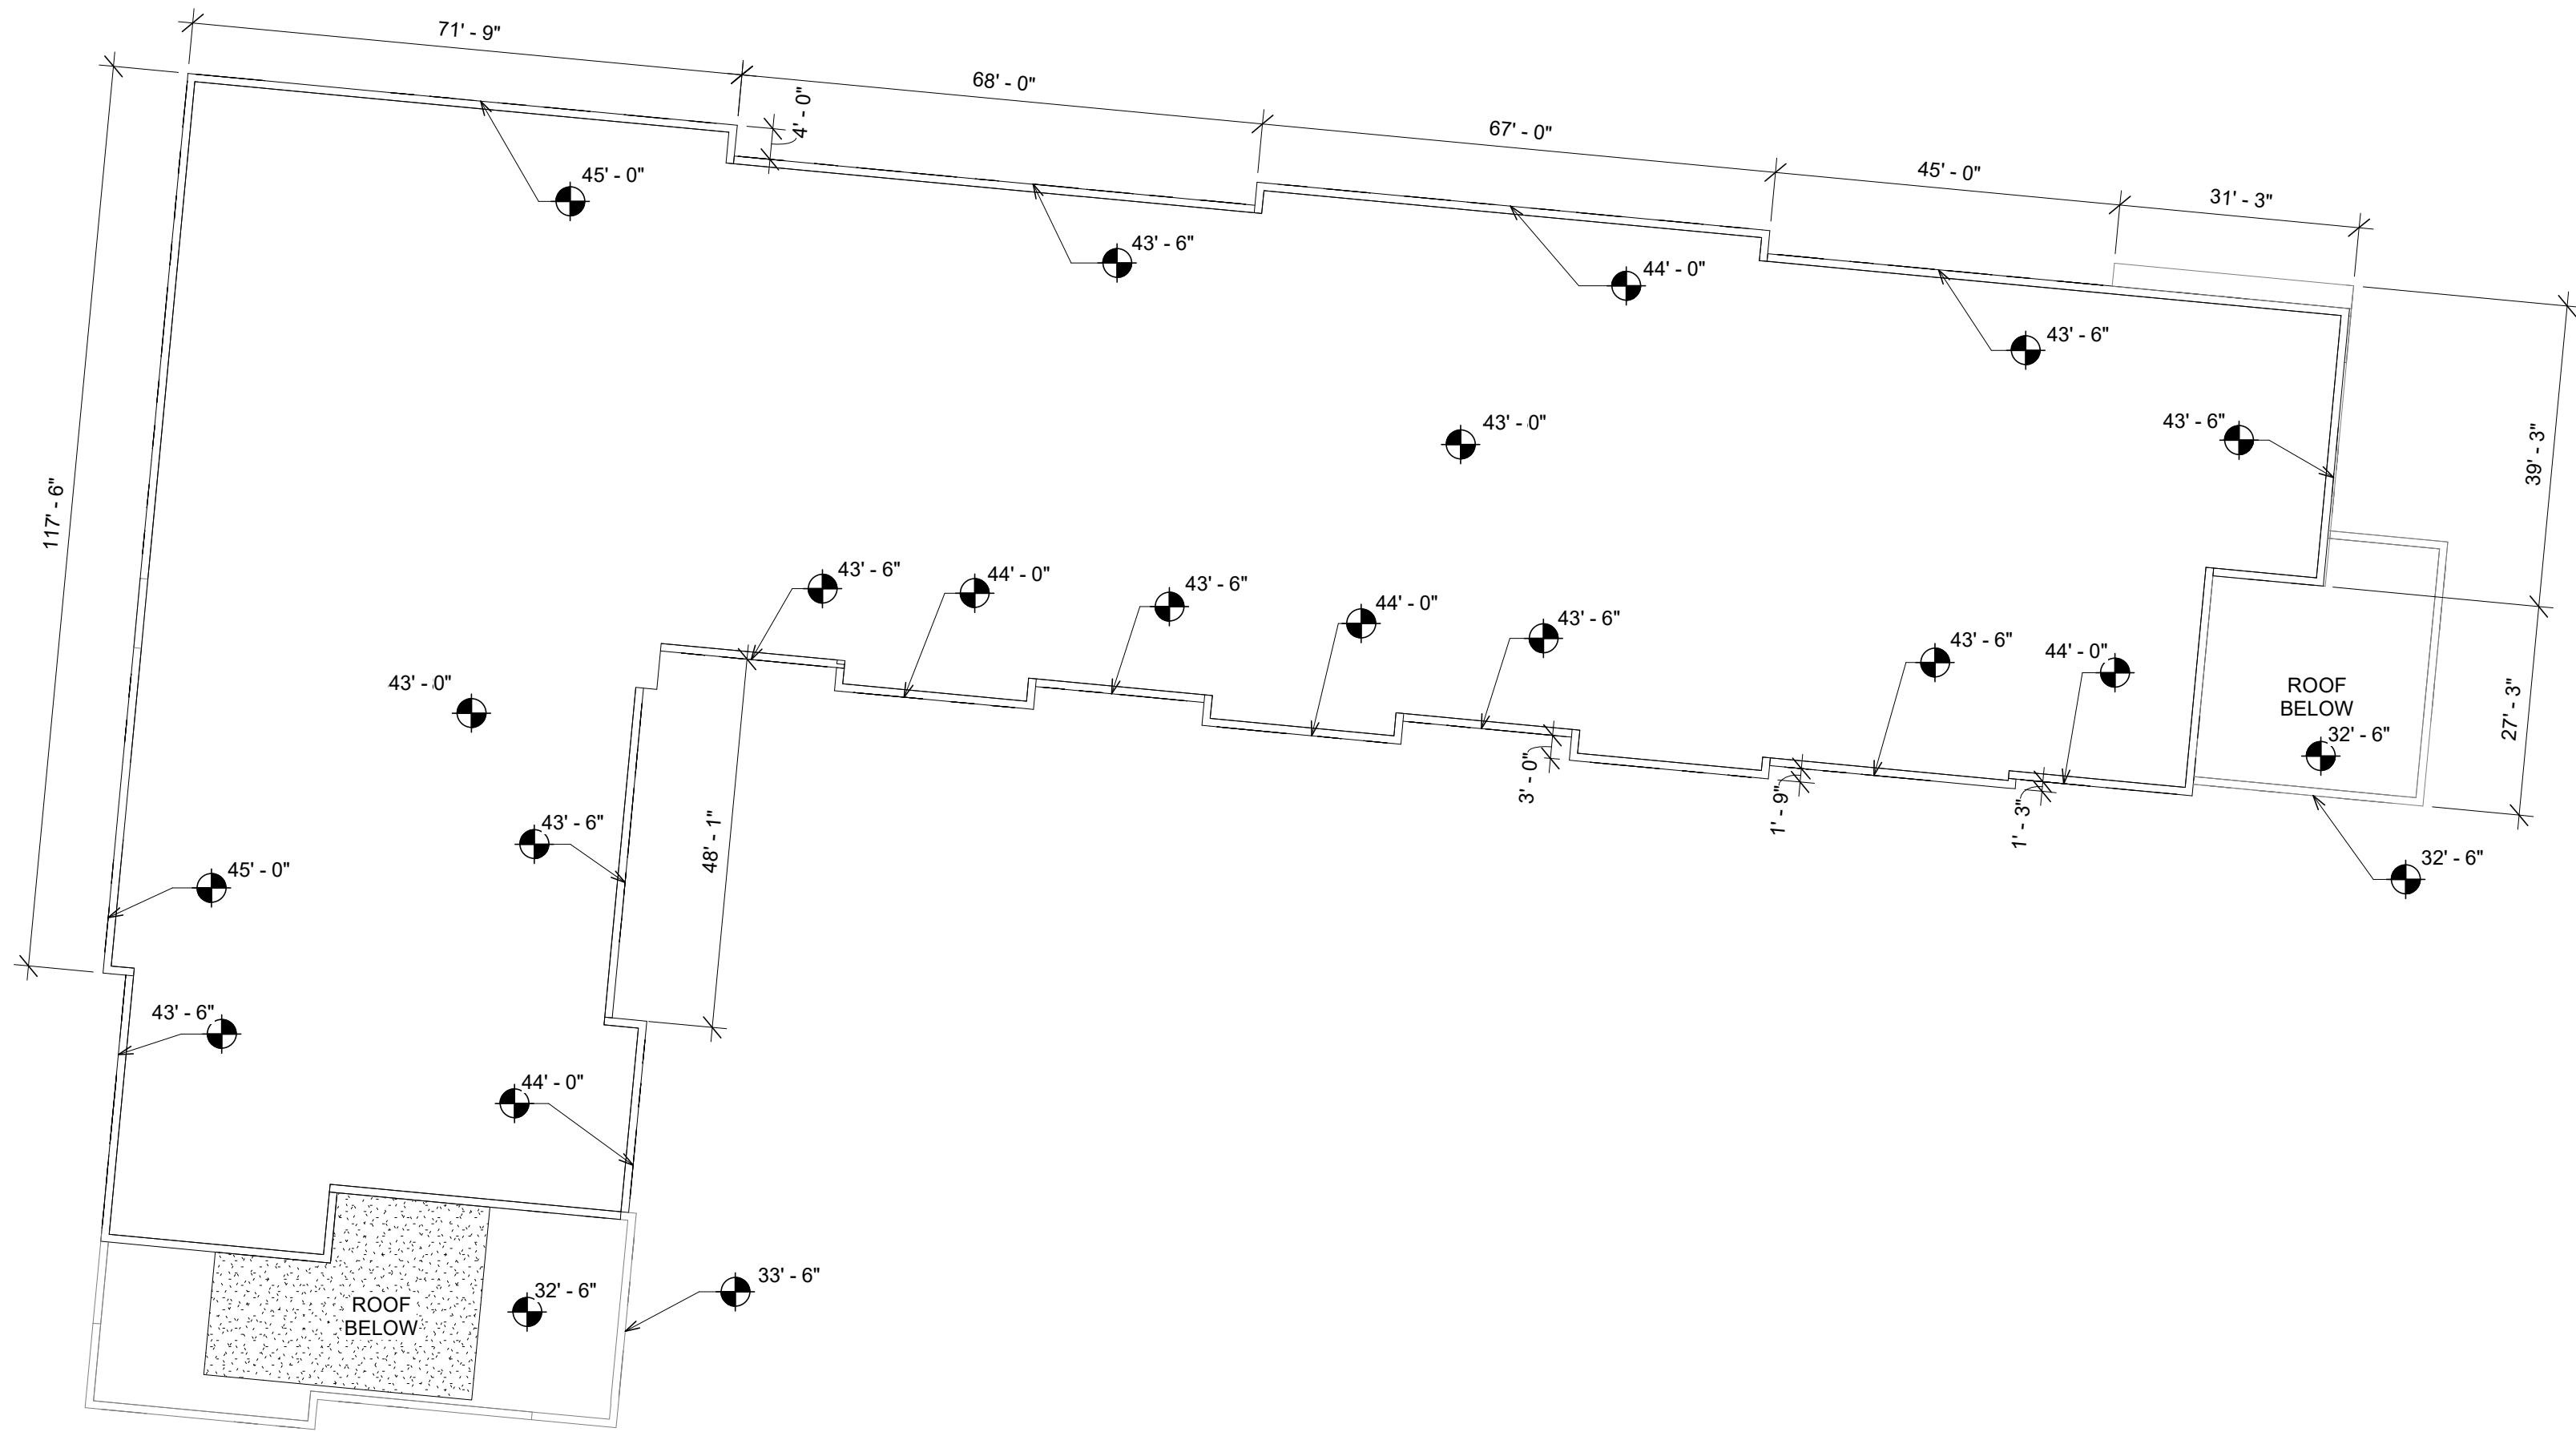 71' - 9"
68' - 0"
4' - 0"
67' - 0"
45' - 0"
31' - 3"
45' - 0"
43' - 6"
44' - 0"
43' - 6"
43' - 0"
43' - 6"
39' - 3"
117' - 6"
43' - 6"
44' - 0"
43' - 6"
44' - 0"
43' - 6"
43' - 6"
44' - 0"
43' - 0"
ROOF
BELOW
32' - 6"
27' - 3"
3' - 0"
1' - 9"
1' - 3"
43' - 6"
48' - 1"
32' - 6"
45' - 0"
43' - 6"
44' - 0"
33' - 6"
32' - 6"
ROOF
BELOW